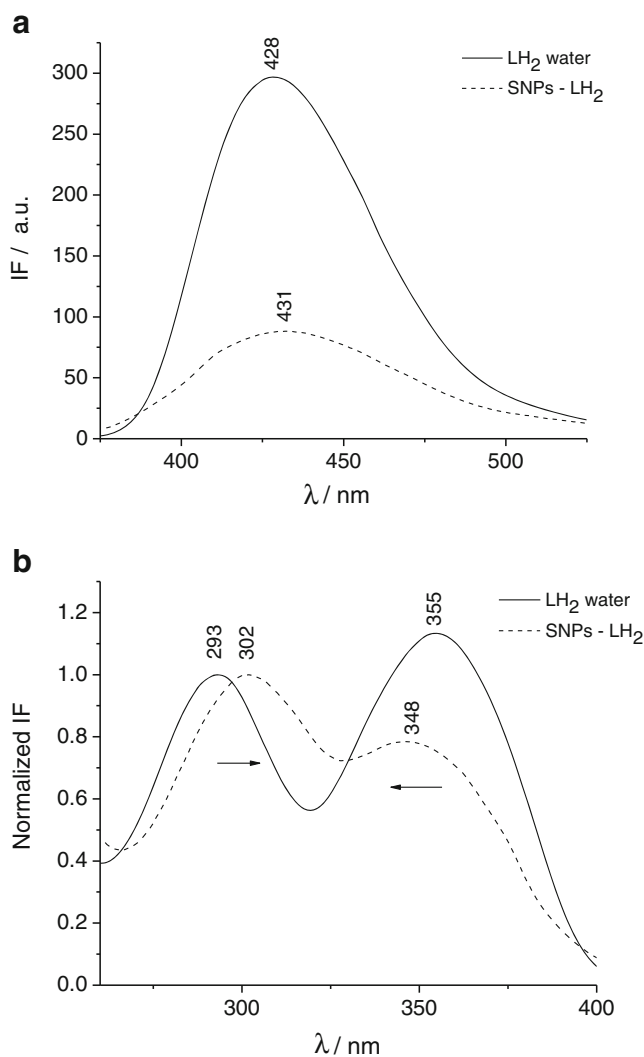 a
428
LH2 water
SNPs - LH2
300
250
200
150
100
50
0
IF / a.u.
431
400
450
500
λ / nm
b
355
LH2 water
SNPs - LH2
293
302
348
1.2
1.0
0.8
0.6
0.4
0.2
0.0
Normalized IF
300
350
400
λ / nm